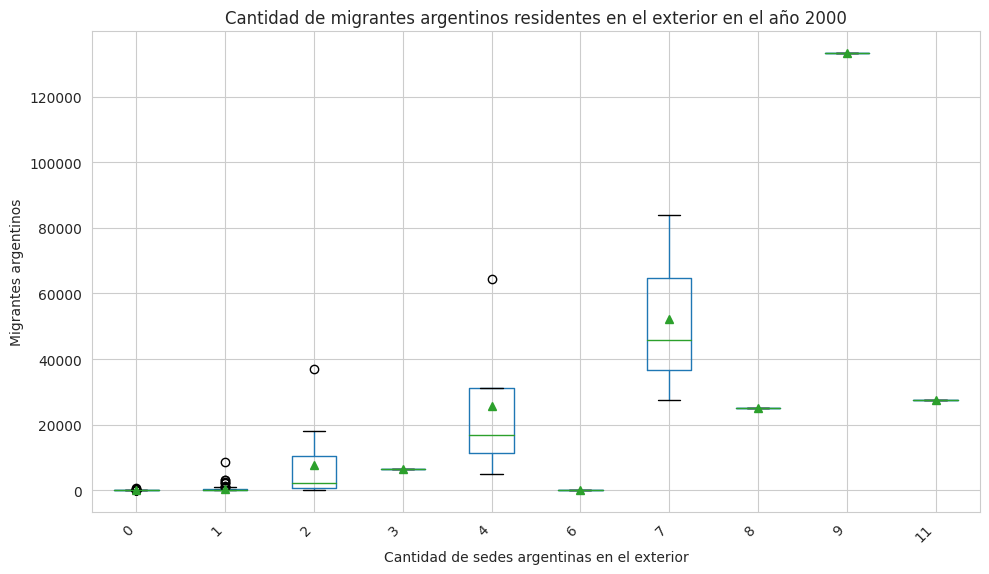 Cantidad de migrantes argentinos residentes en el exterior en el año 2000
Migrantes argentinos
120000
100000
80000
60000
40000
20000
0
0 1 2 3 4 6 7 8 9 11
Cantidad de sedes argentinas en el exterior